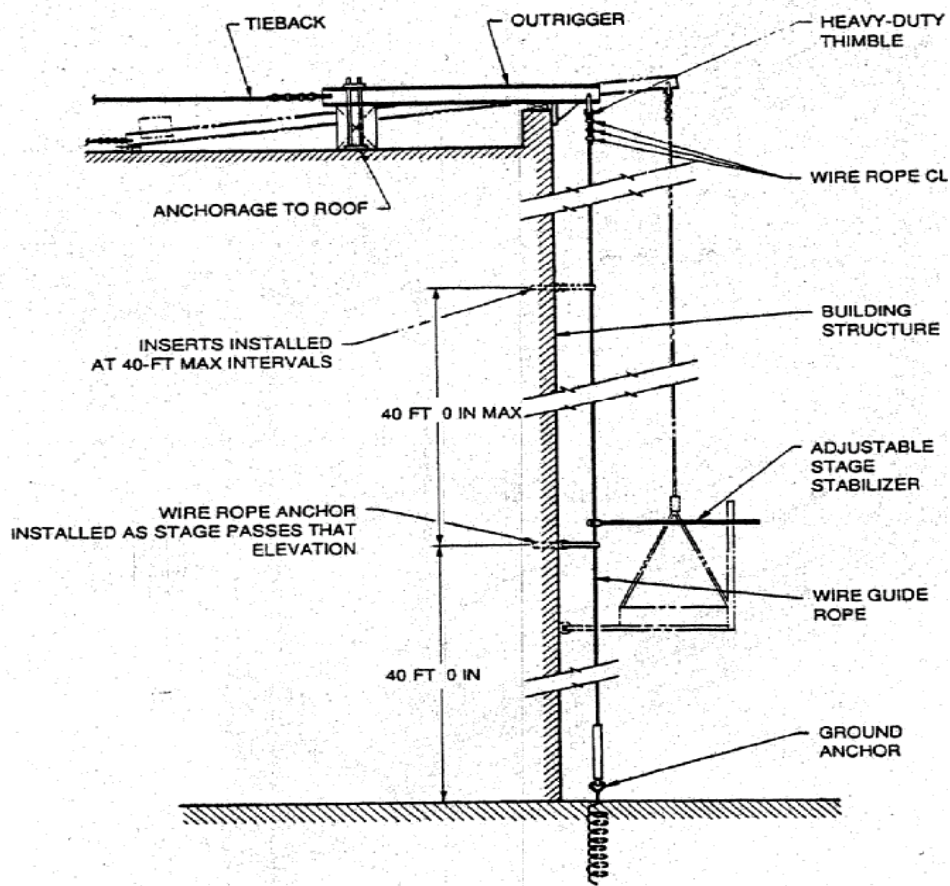 TIEBACK
OUTRIGGER
HEAVY-DUTY
THIMBLE
WIRE ROPE CL
ANCHORAGE TO ROOF
INSERTS INSTALLED
AT 40-FT MAX INTERVALS
BUILDING
STRUCTURE
40 FT 0 IN MAX
ADJUSTABLE
STAGE
STABILIZER
WIRE ROPE ANCHOR
INSTALLED AS STAGE PASSES THAT
ELEVATION
WIRE GUIDE
ROPE
40 FT 0 IN
GROUND
ANCHOR